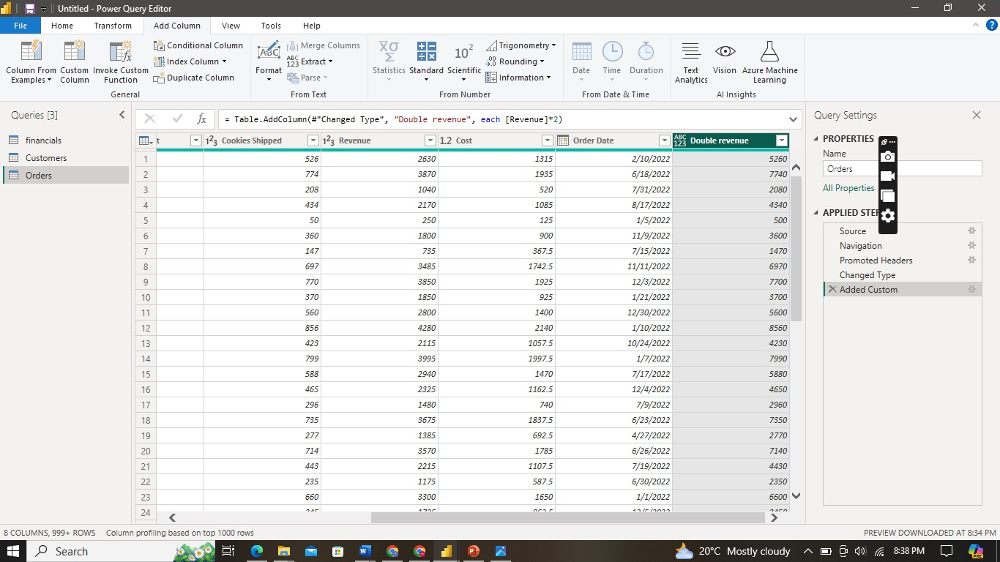 Untitled - Power Query Editor
File Home Transform Add Column View Tools Help
Column From Examples
Custom Column
Invoke Custom Function
Conditional Column
Index Column
Duplicate Column
General
ABC
Format
Merge Columns
ABC 123 Extract
abc Parse
From Text
XΟ Σ
Statistics
Standard
10²
Scientific
Trigonometry
.00 Rounding
Information
From Number
Date
Time
Duration
From Date & Time
Text Analytics
Vision
Azure Machine Learning
AI Insights
Queries [3]
financials
Customers
Orders
fx = Table.AddColumn(#"Changed Type", "Double revenue", each [Revenue]*2)
t 1²3 Cookies Shipped 1²3 Revenue 1.2 Cost Order Date ABC 123 Double revenue
1 526 2630 1315 2/10/2022 5260
2 774 3870 1935 6/18/2022 7740
3 208 1040 520 7/31/2022 2080
4 434 2170 1085 8/17/2022 4340
5 50 250 125 1/5/2022 500
6 360 1800 900 11/9/2022 3600
7 147 735 367.5 7/15/2022 1470
8 697 3485 1742.5 11/11/2022 6970
9 770 3850 1925 12/3/2022 7700
10 370 1850 925 1/21/2022 3700
11 560 2800 1400 12/30/2022 5600
12 856 4280 2140 1/10/2022 8560
13 423 2115 1057.5 10/24/2022 4230
14 799 3995 1997.5 1/7/2022 7990
15 588 2940 1470 7/17/2022 5880
16 465 2325 1162.5 12/4/2022 4650
17 296 1480 740 7/9/2022 2960
18 735 3675 1837.5 6/23/2022 7350
19 277 1385 692.5 4/27/2022 2770
20 714 3570 1785 6/26/2022 7140
21 443 2215 1107.5 7/19/2022 4430
22 235 1175 587.5 6/30/2022 2350
23 660 3300 1650 1/1/2022 6600
24
Query Settings
PROPERTIES
Name
Orders
All Properties
APPLIED
Source
Navigation
Promoted Headers
Changed Type
Added Custom
8 COLUMNS, 999+ ROWS Column profiling based on top 1000 rows
PREVIEW DOWNLOADED AT 8:34 PM
Search
20°C Mostly cloudy
8:38 PM
PRE